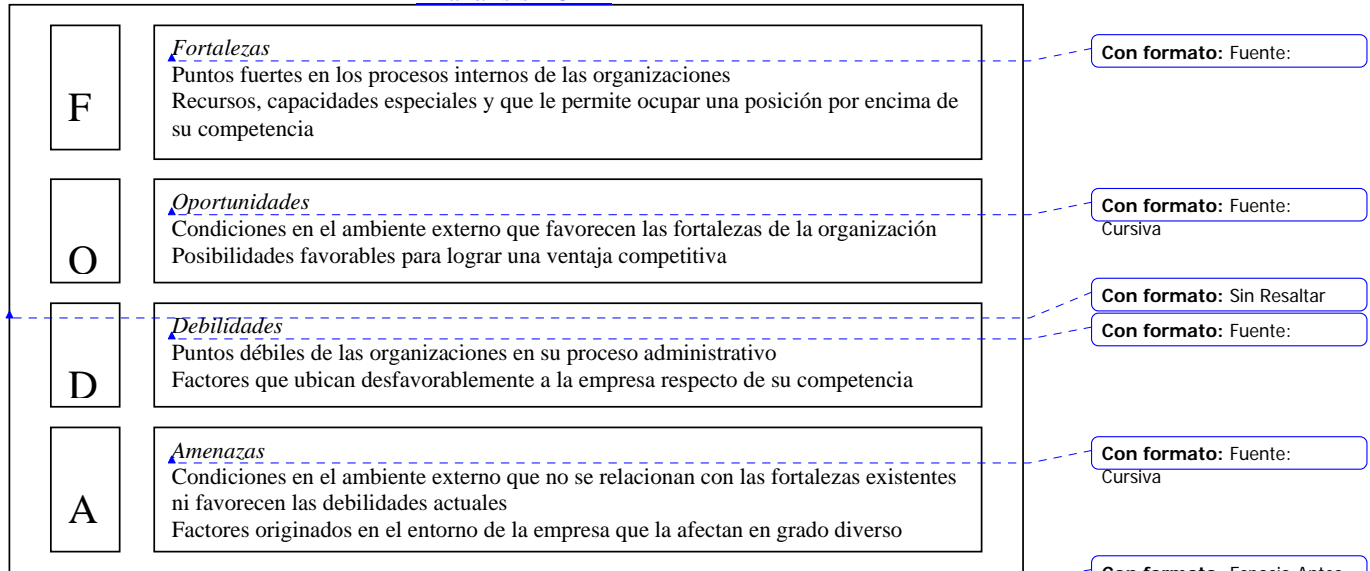 F
Fortalezas
Puntos fuertes en los procesos internos de las organizaciones
Recursos, capacidades especiales y que le permite ocupar una posición por encima de
su competencia
Con formato: Fuente:
O
Oportunidades
Condiciones en el ambiente externo que favorecen las fortalezas de la organización
Posibilidades favorables para lograr una ventaja competitiva
Con formato: Fuente:
Cursiva
Con formato: Sin Resaltar
D
Debilidades
Puntos débiles de las organizaciones en su proceso administrativo
Factores que ubican desfavorablemente a la empresa respecto de su competencia
Con formato: Fuente:
A
Amenazas
Condiciones en el ambiente externo que no se relacionan con las fortalezas existentes
ni favorecen las debilidades actuales
Factores originados en el entorno de la empresa que la afectan en grado diverso
Con formato: Fuente:
Cursiva
Con formato: Espacio Antes